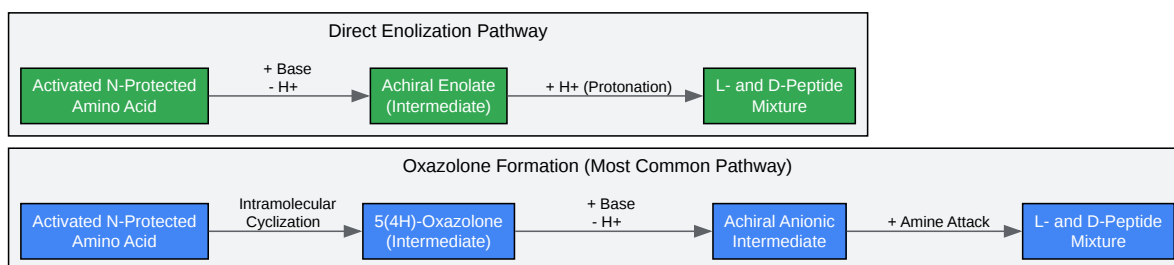 Direct Enolization Pathway
Activated N-Protected
Amino Acid
+ Base
- H+
Achiral Enolate
(Intermediate)
+ H+ (Protonation)
L- and D-Peptide
Mixture
Oxazolone Formation (Most Common Pathway)
Activated N-Protected
Amino Acid
Intramolecular
Cyclization
5(4H)-Oxazolone
(Intermediate)
+ Base
- H+
Achiral Anionic
Intermediate
+ Amine Attack
L- and D-Peptide
Mixture